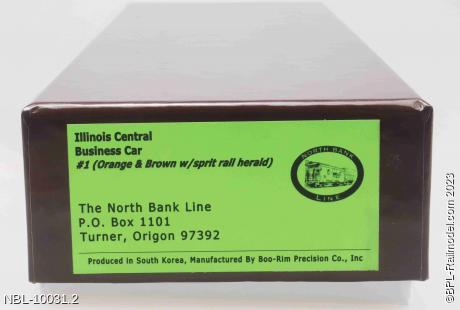 Illinois Central
Business Car
#1 (Orange & Brown w/sprit rail herald)
NORTH BANK
LINE
The North Bank Line
P.O. Box 1101
Turner, Origon 97392
Produced in South Korea, Manufactured By Boo-Rim Precision Co., Inc
NBL-10031.2
©BPL-Railmodel.com 2023